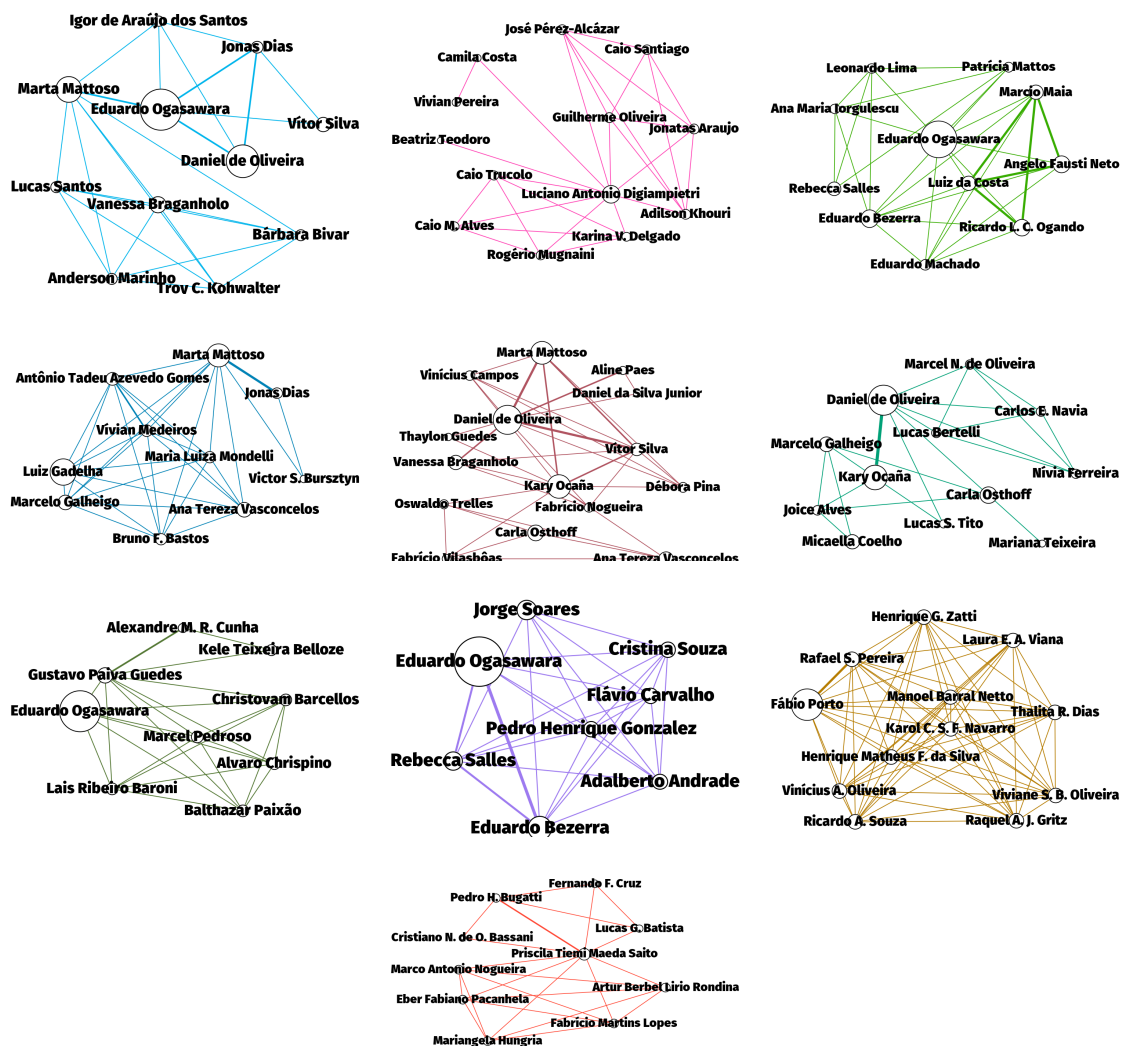 Igor de Araújo dos Santos
Jonas Dias
Marta Mattoso
Eduardo Ogasawara
Vitor Silva
Daniel de Oliveira
Lucas Santos
Vanessa Braganholo
Bárbara Bivar
Anderson Marinho
Troy C. Kohwalter
José Pérez-Alcázar
Caio Santiago
Camila Costa
Vivian Pereira
Guilherme Oliveira
Jonatas Araujo
Beatriz Teodoro
Caio Trucolo
Luciano Antonio Digiampietri
Adilson Khouri
Caio M. Alves
Karina V. Delgado
Rogério Mugnaini
Leonardo Lima
Patrícia Mattos
Marcio Maia
Ana Maria Iorgulescu
Eduardo Ogasawara
Angelo Fausti Neto
Rebecca Salles
Luiz da Costa
Eduardo Bezerra
Ricardo L. C. Ogando
Eduardo Machado
Marta Mattoso
Antônio Tadeu Azevedo Gomes
Jonas Dias
Vivian Medeiros
Maria Luiza Mondelli
Luiz Gadelha
Victor S. Bursztyn
Marcelo Galheigo
Ana Tereza Vasconcelos
Bruno F. Bastos
Marta Mattoso
Vinícius Campos
Aline Paes
Daniel da Silva Junior
Daniel de Oliveira
Thaylon Guedes
Vitor Silva
Vanessa Braganholo
Kary Ocaña
Débora Pina
Oswaldo Trelles
Fabrício Nogueira
Carla Osthoff
Fabrício Vilasbôas
Ana Tereza Vasconcelos
Marcel N. de Oliveira
Daniel de Oliveira
Carlos E. Navia
Lucas Bertelli
Marcelo Galheigo
Kary Ocaña
Nívia Ferreira
Carla Osthoff
Joice Alves
Lucas S. Tito
Micaella Coelho
Mariana Teixeira
Alexandre M. R. Cunha
Kele Teixeira Belloze
Gustavo Paiva Guedes
Christovam Barcellos
Eduardo Ogasawara
Marcel Pedroso
Alvaro Chrispino
Lais Ribeiro Baroni
Balthazar Paixão
Jorge Soares
Cristina Souza
Eduardo Ogasawara
Flávio Carvalho
Pedro Henrique Gonzalez
Rebecca Salles
Adalberto Andrade
Eduardo Bezerra
Henrique G. Zatti
Laura E. A. Viana
Rafael S. Pereira
Manoel Barral Netto
Fábio Porto
Thalita R. Dias
Karol C. S. F. Navarro
Henrique Matheus F. da Silva
Vinícius A. Oliveira
Viviane S. B. Oliveira
Ricardo A. Souza
Raquel A. J. Gritz
Fernando F. Cruz
Pedro H. Bugatti
Lucas G. Batista
Cristiano N. de O. Bassani
Priscila Tiemi Maeda Saito
Marco Antonio Nogueira
Artur Berbel Lirio Rondina
Eber Fabiano Pacanhela
Fabrício Martins Lopes
Mariangela Hungria